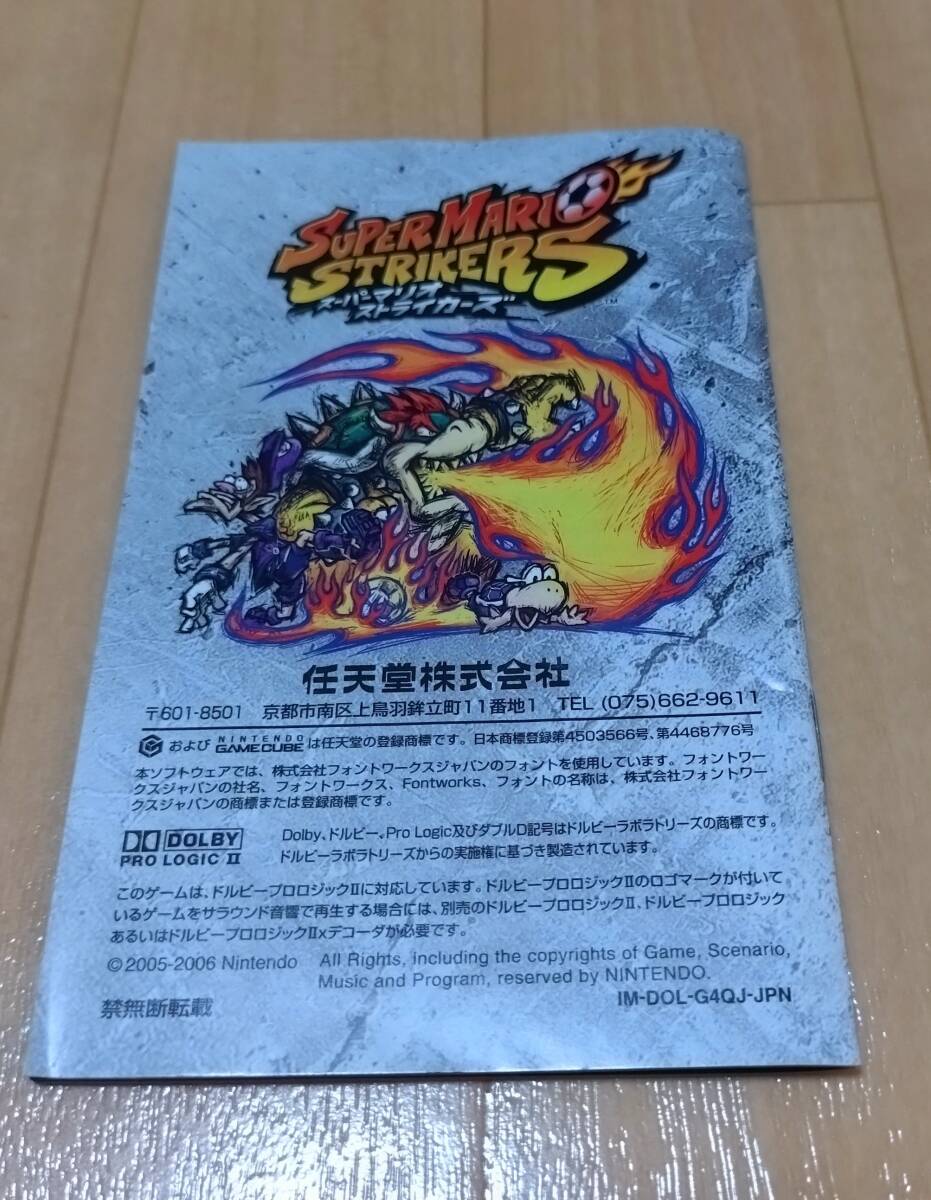 SUPER MARIO
STRIKERS
スーパーマリオ
ストライカーズ
TM
任天堂株式会社
〒601-8501 京都市南区上鳥羽鉾立町11番地1 TEL (075)662-9611
および NINTENDO GAMECUBE は任天堂の登録商標です。日本商標登録第4503566号、第4468776号
本ソフトウェアでは、株式会社フォントワークスジャパンのフォントを使用しています。フォントワー
クスジャパンの社名、フォントワークス、Fontworks、フォントの名称は、株式会社フォントワー
クスジャパンの商標または登録商標です。
DOLBY
PRO LOGIC II
Dolby、ドルビー、Pro Logic及びダブルD記号はドルビーラボラトリーズの商標です。
ドルビーラボラトリーズからの実施権に基づき製造されています。
このゲームは、ドルビープロロジックIIに対応しています。ドルビープロロジックIIのロゴマークが付いて
いるゲームをサラウンド音響で再生する場合には、別売のドルビープロロジックII、ドルビープロロジック
あるいはドルビープロロジックIIxデコーダが必要です。
©2005-2006 Nintendo All Rights, including the copyrights of Game, Scenario,
Music and Program, reserved by NINTENDO.
禁無断転載
IM-DOL-G4QJ-JPN